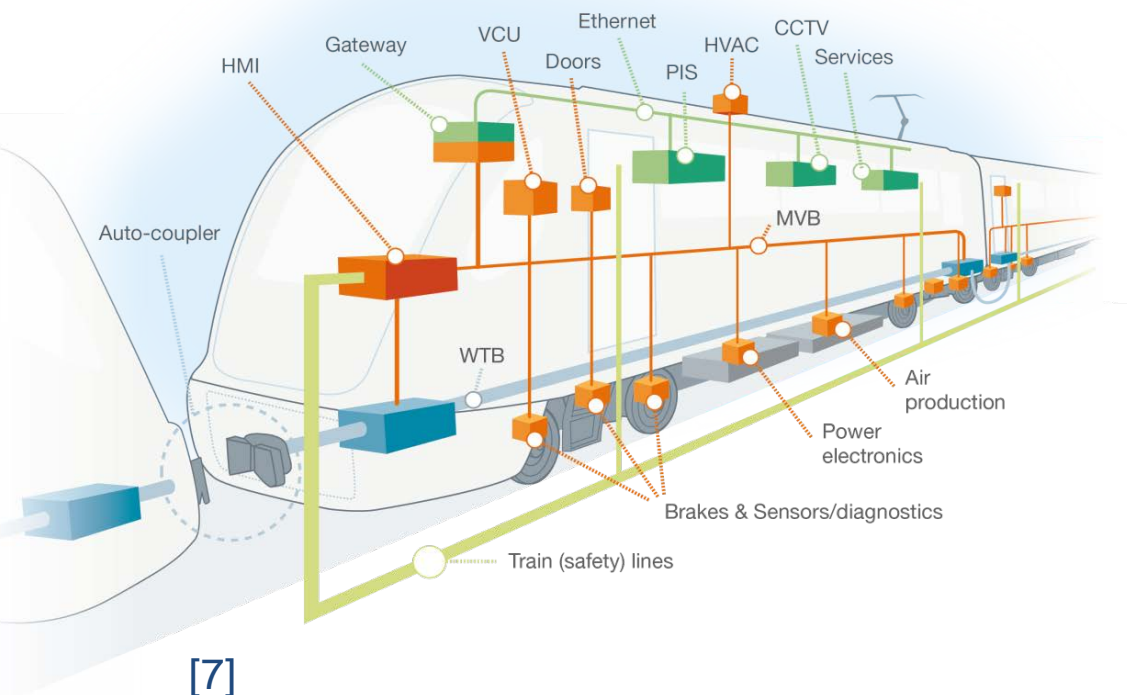 Ethernet
CCTV
VCU
Gateway
HVAC
Services
Doors
HMI
PIS
Auto-coupler
MVB
WTB
Air
production
Power
electronics
Brakes & Sensors/diagnostics
Train (safety) lines
[7]